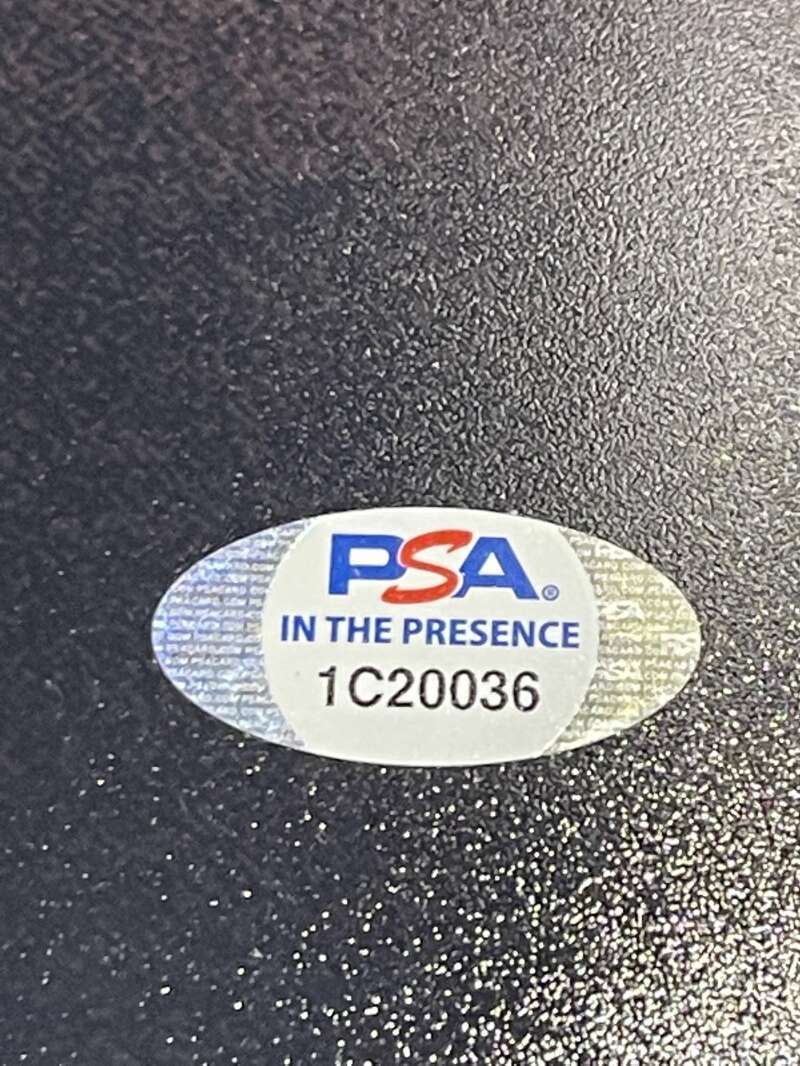 PSA®
IN THE PRESENCE
1C20036